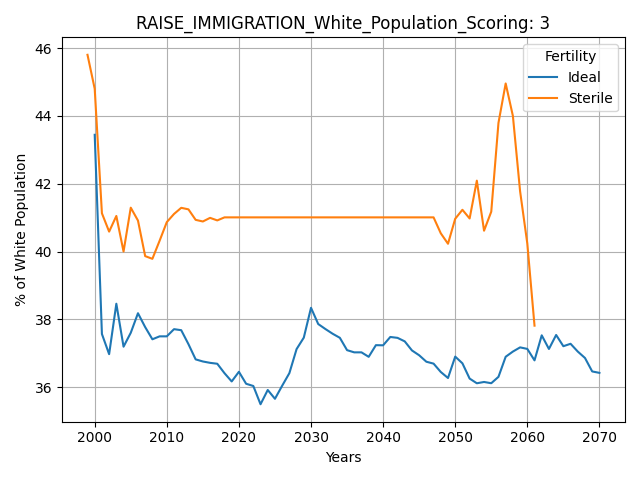 RAISE_IMMIGRATION_White_Population_Scoring: 3
Fertility
Ideal
Sterile
% of White Population
46
44
42
40
38
36
2000 2010 2020 2030 2040 2050 2060 2070
Years